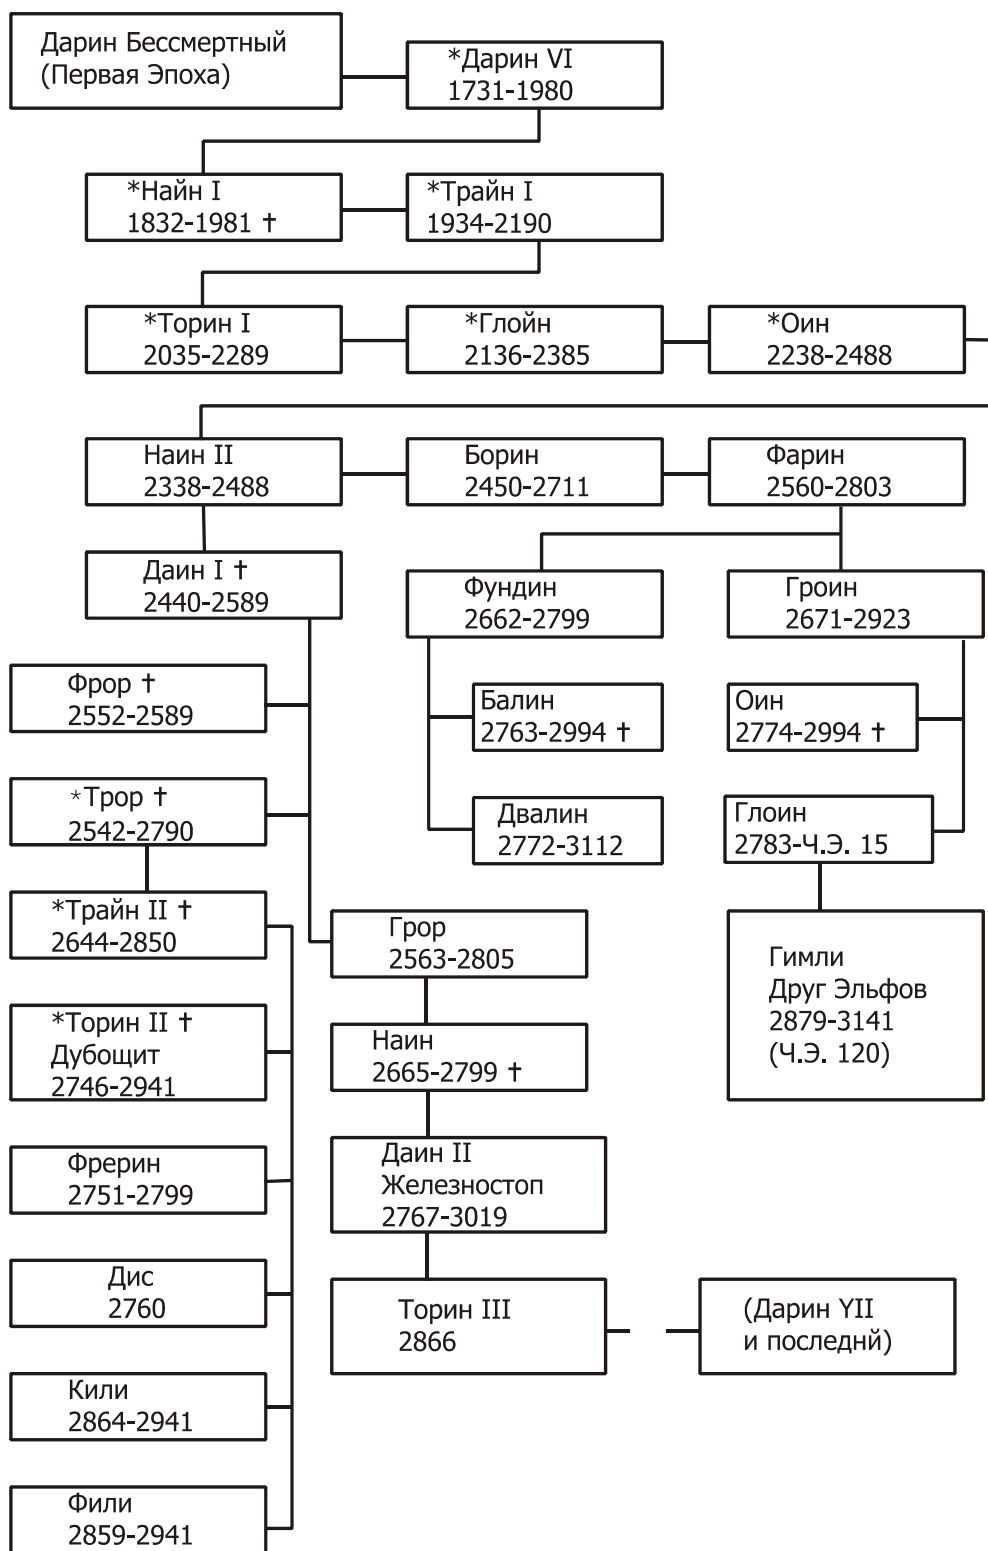 Дарин Бессмертный
(Первая Эпоха)
*Дарин VI
1731-1980
*Найн I
1832-1981 †
*Трайн I
1934-2190
*Торин I
2035-2289
*Глойн
2136-2385
*Оин
2238-2488
Наин II
2338-2488
Борин
2450-2711
Фарин
2560-2803
Даин I †
2440-2589
Фундин
2662-2799
Гроин
2671-2923
Фрор †
2552-2589
Балин
2763-2994 †
Оин
2774-2994 †
*Трор †
2542-2790
Двалин
2772-3112
Глоин
2783-Ч.Э. 15
*Трайн II †
2644-2850
Грор
2563-2805
Гимли
Друг Эльфов
2879-3141
(Ч.Э. 120)
*Торин II †
Дубощит
2746-2941
Наин
2665-2799 †
Фрерин
2751-2799
Даин II
Железностоп
2767-3019
Дис
2760
Торин III
2866
(Дарин YII
и последнй)
Кили
2864-2941
Фили
2859-2941